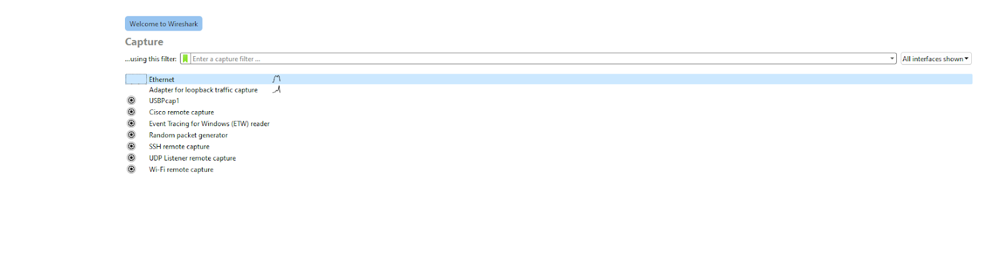 Welcome to Wireshark
Capture
...using this filter: Enter a capture filter ... All interfaces shown
Ethernet
Adapter for loopback traffic capture
USBPcap1
Cisco remote capture
Event Tracing for Windows (ETW) reader
Random packet generator
SSH remote capture
UDP Listener remote capture
Wi-Fi remote capture